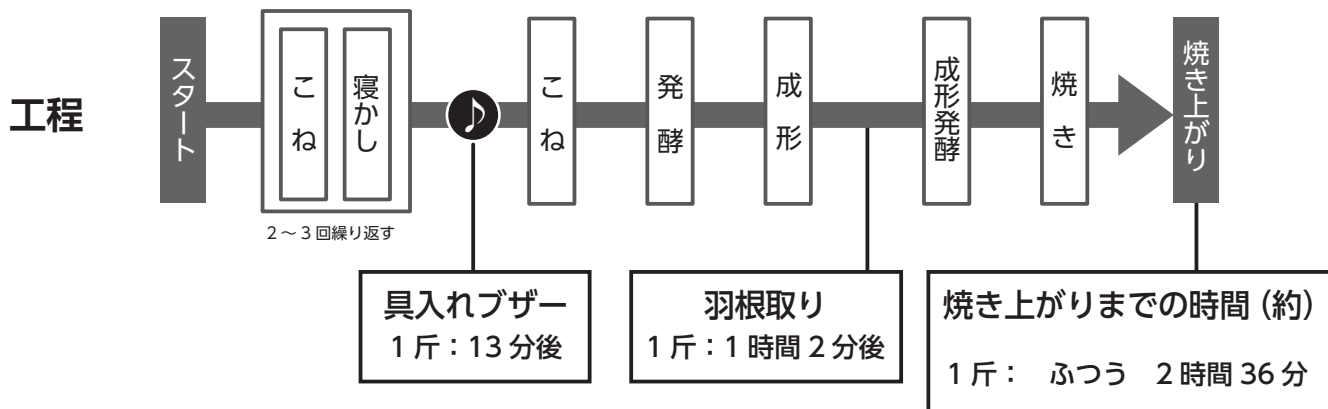 工程
スタート
こね
寝かし
2～3回繰り返す
♪
こね
発酵
成形
成形発酵
焼き
焼き上がり
具入れブザー
1斤：13分後
羽根取り
1斤：1時間2分後
焼き上がりまでの時間（約）
1斤：　ふつう　2時間36分